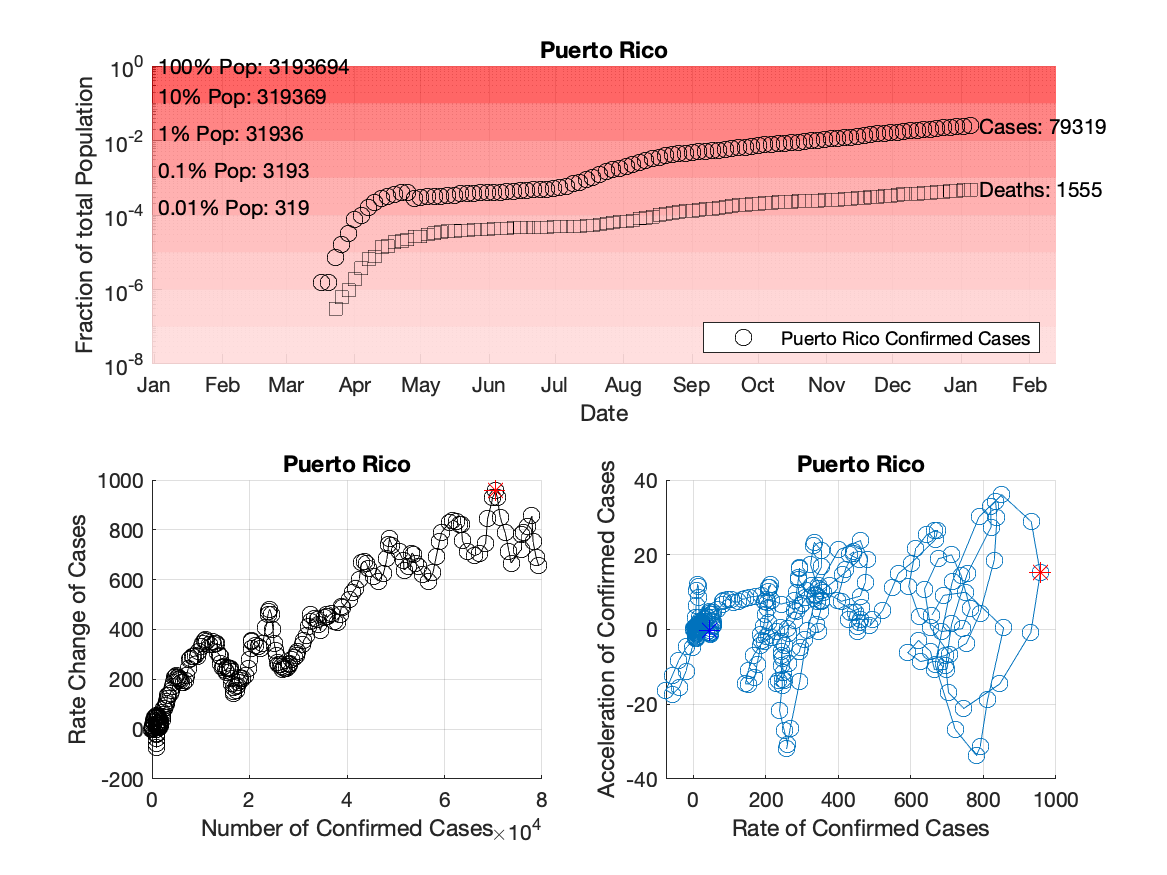 Puerto Rico
10^0
10^-2
10^-4
10^-6
10^-8
Fraction of total Population
100% Pop: 3193694
10% Pop: 319369
1% Pop: 31936
0.1% Pop: 3193
0.01% Pop: 319
Cases: 79319
Deaths: 1555
Puerto Rico Confirmed Cases
Jan Feb Mar Apr May Jun Jul Aug Sep Oct Nov Dec Jan Feb
Date
Puerto Rico
1000
800
600
400
200
0
-200
Rate Change of Cases
0 2 4 6 8
Number of Confirmed Cases
×10^4
Puerto Rico
40
20
0
-20
-40
Acceleration of Confirmed Cases
0 200 400 600 800 1000
Rate of Confirmed Cases